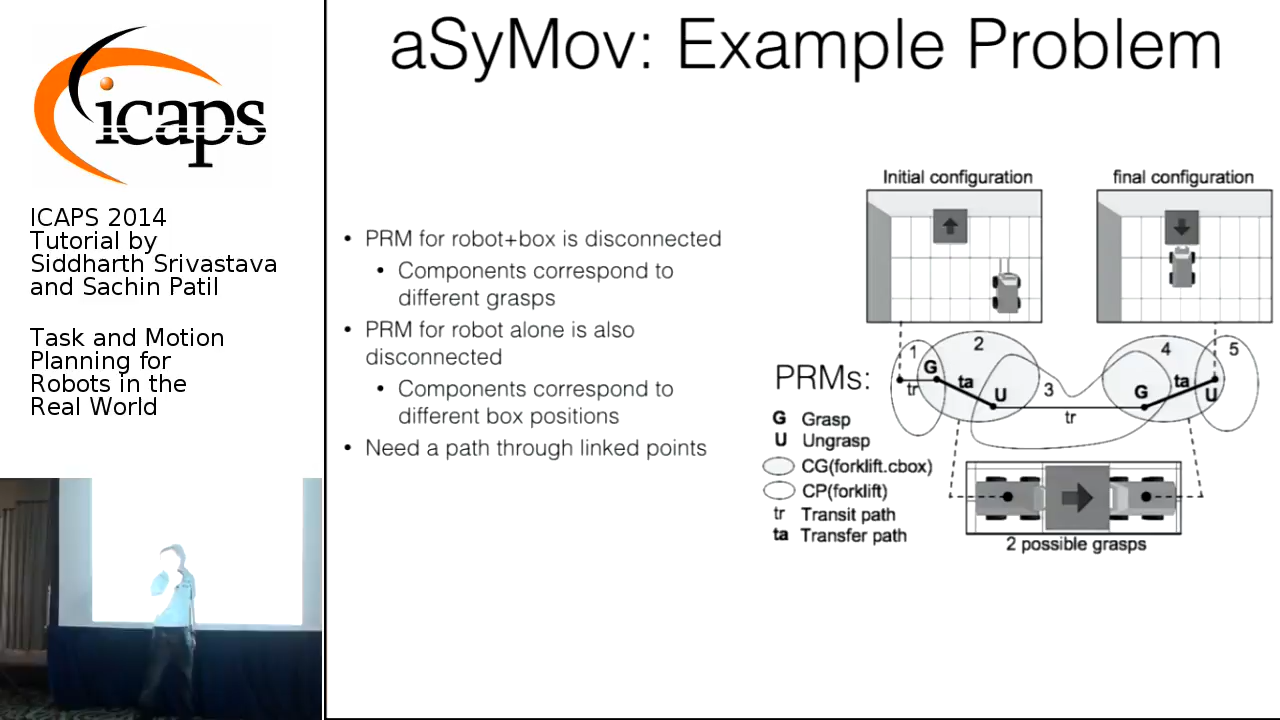 icaps
ICAPS 2014
Tutorial by
Siddharth Srivastava
and Sachin Patil
Task and Motion
Planning for
Robots in the
Real World
aSyMov: Example Problem
• PRM for robot+box is disconnected
• Components correspond to
different grasps
• PRM for robot alone is also
disconnected
• Components correspond to
different box positions
• Need a path through linked points
Initial configuration
final configuration
PRMs:
1
2
3
4
5
G
ta
U
tr
tr
G
ta
U
G Grasp
U Ungrasp
CG(forklift.cbox)
CP(forklift)
tr Transit path
ta Transfer path
2 possible grasps